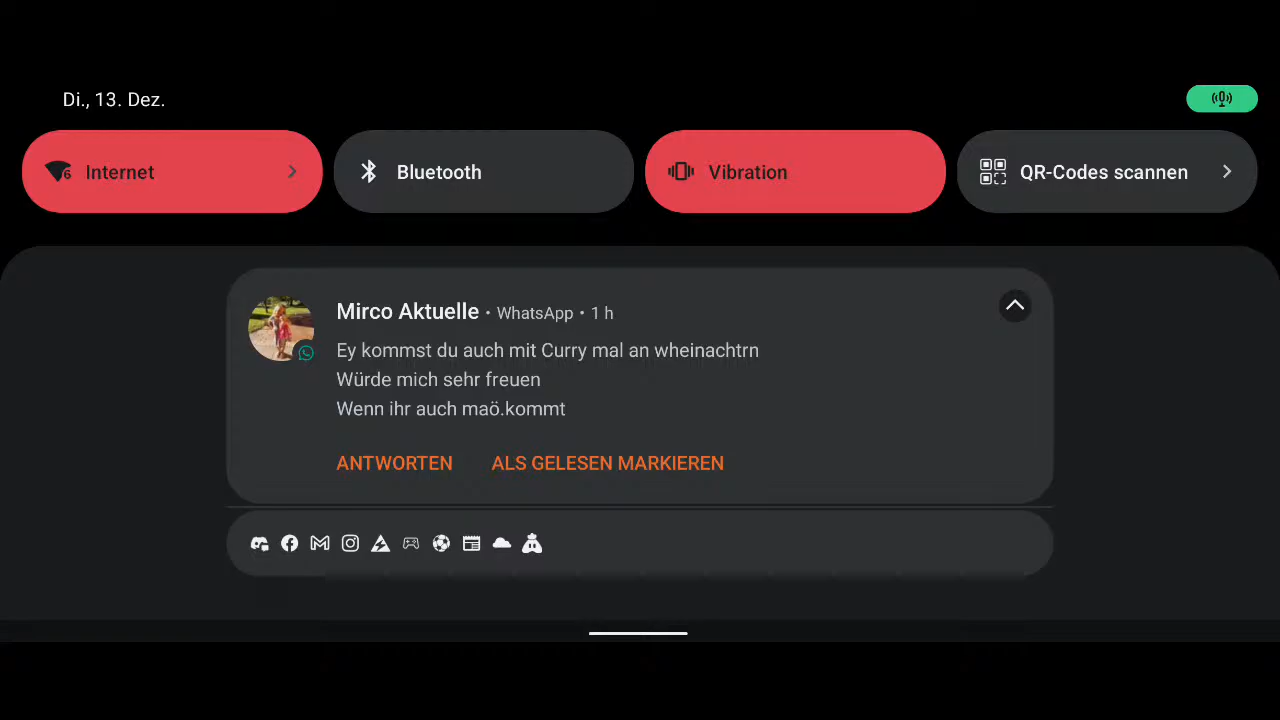 Di., 13. Dez.
Internet
Bluetooth
Vibration
QR-Codes scannen
Mirco Aktuelle • WhatsApp • 1 h
Ey kommst du auch mit Curry mal an wheinachtrn
Würde mich sehr freuen
Wenn ihr auch maö.kommt
ANTWORTEN ALS GELESEN MARKIEREN